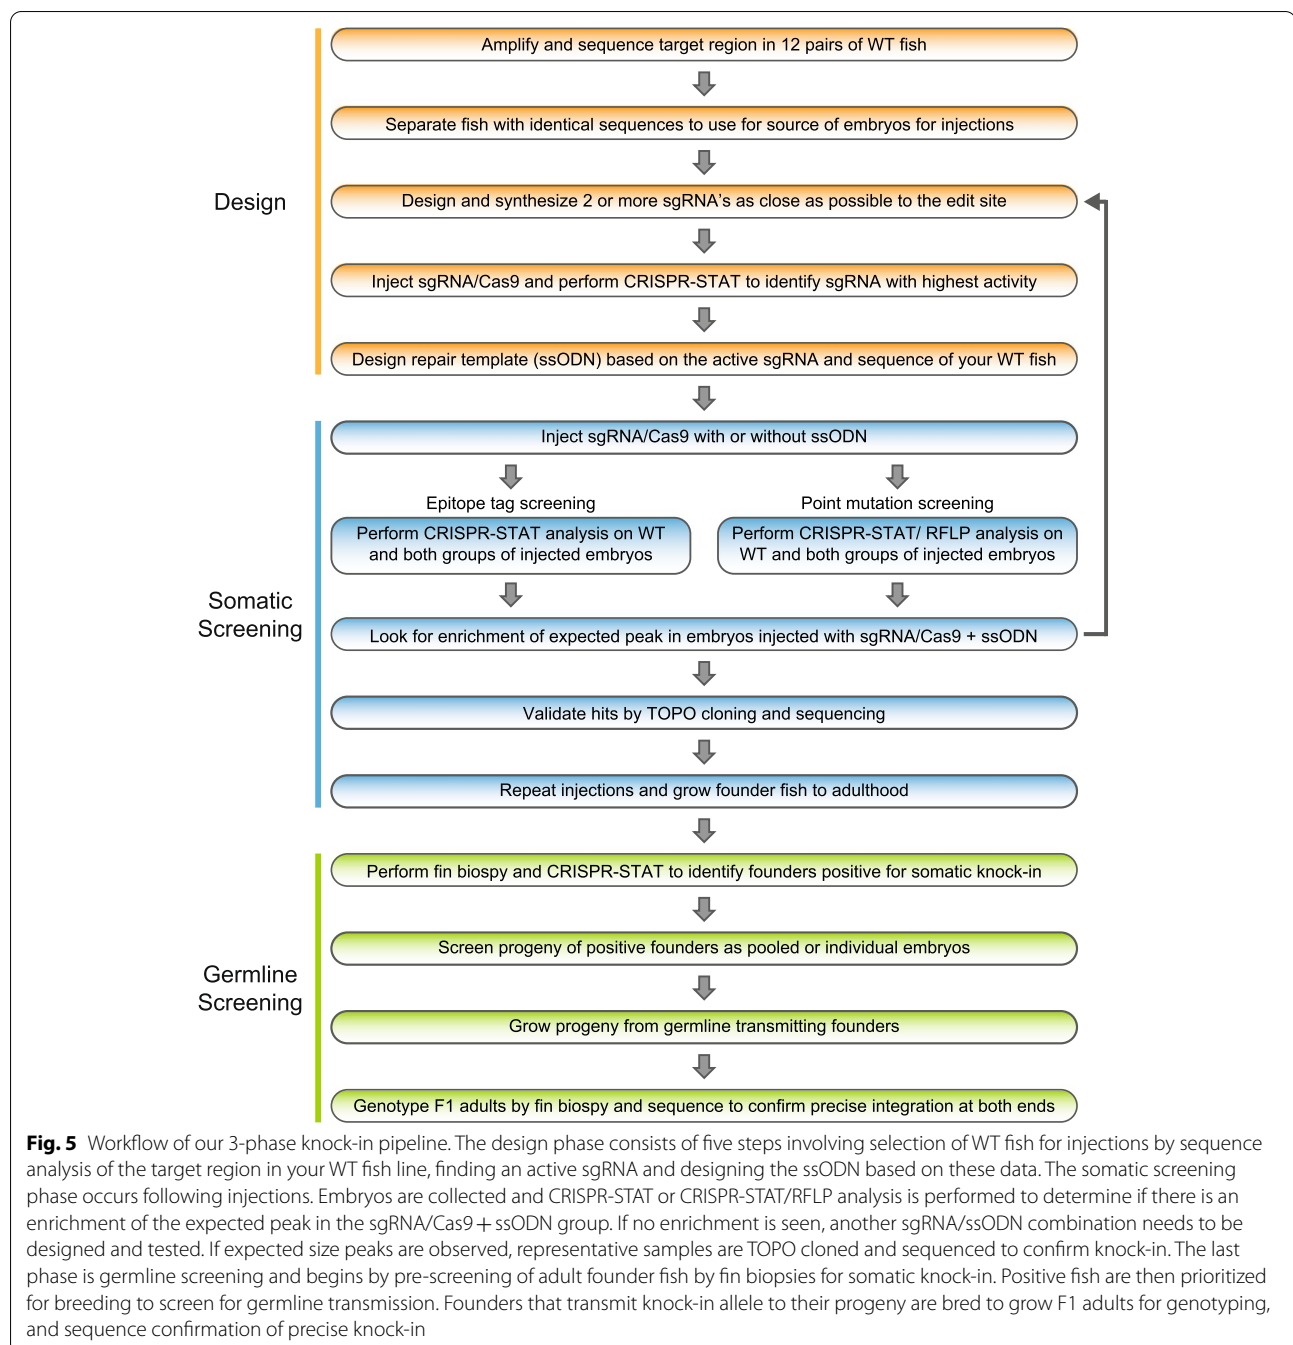 Amplify and sequence target region in 12 pairs of WT fish
Separate fish with identical sequences to use for source of embryos for injections
Design
Design and synthesize 2 or more sgRNA's as close as possible to the edit site
Inject sgRNA/Cas9 and perform CRISPR-STAT to identify sgRNA with highest activity
Design repair template (ssODN) based on the active sgRNA and sequence of your WT fish
Inject sgRNA/Cas9 with or without ssODN
Epitope tag screening
Point mutation screening
Perform CRISPR-STAT analysis on WT
and both groups of injected embryos
Perform CRISPR-STAT/ RFLP analysis on
WT and both groups of injected embryos
Somatic
Screening
Look for enrichment of expected peak in embryos injected with sgRNA/Cas9 + ssODN
Validate hits by TOPO cloning and sequencing
Repeat injections and grow founder fish to adulthood
Perform fin biospy and CRISPR-STAT to identify founders positive for somatic knock-in
Screen progeny of positive founders as pooled or individual embryos
Germline
Screening
Grow progeny from germline transmitting founders
Genotype F1 adults by fin biospy and sequence to confirm precise integration at both ends
Fig. 5 Workflow of our 3-phase knock-in pipeline. The design phase consists of five steps involving selection of WT fish for injections by sequence
analysis of the target region in your WT fish line, finding an active sgRNA and designing the ssODN based on these data. The somatic screening
phase occurs following injections. Embryos are collected and CRISPR-STAT or CRISPR-STAT/RFLP analysis is performed to determine if there is an
enrichment of the expected peak in the sgRNA/Cas9 + ssODN group. If no enrichment is seen, another sgRNA/ssODN combination needs to be
designed and tested. If expected size peaks are observed, representative samples are TOPO cloned and sequenced to confirm knock-in. The last
phase is germline screening and begins by pre-screening of adult founder fish by fin biopsies for somatic knock-in. Positive fish are then prioritized
for breeding to screen for germline transmission. Founders that transmit knock-in allele to their progeny are bred to grow F1 adults for genotyping,
and sequence confirmation of precise knock-in